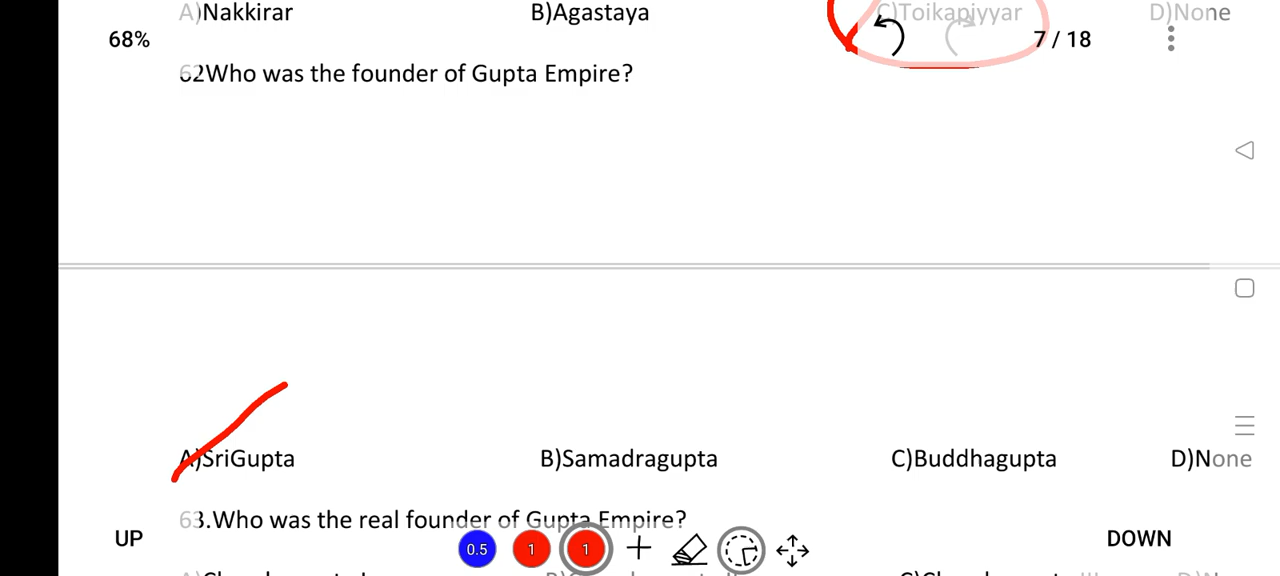 A)Nakkirar B)Agastaya C)Toikapiyyar D)None
68% 7 / 18
62Who was the founder of Gupta Empire?
A)SriGupta B)Samadragupta C)Buddhagupta D)None
63.Who was the real founder of Gupta Empire?
UP 0.5 1 1 DOWN